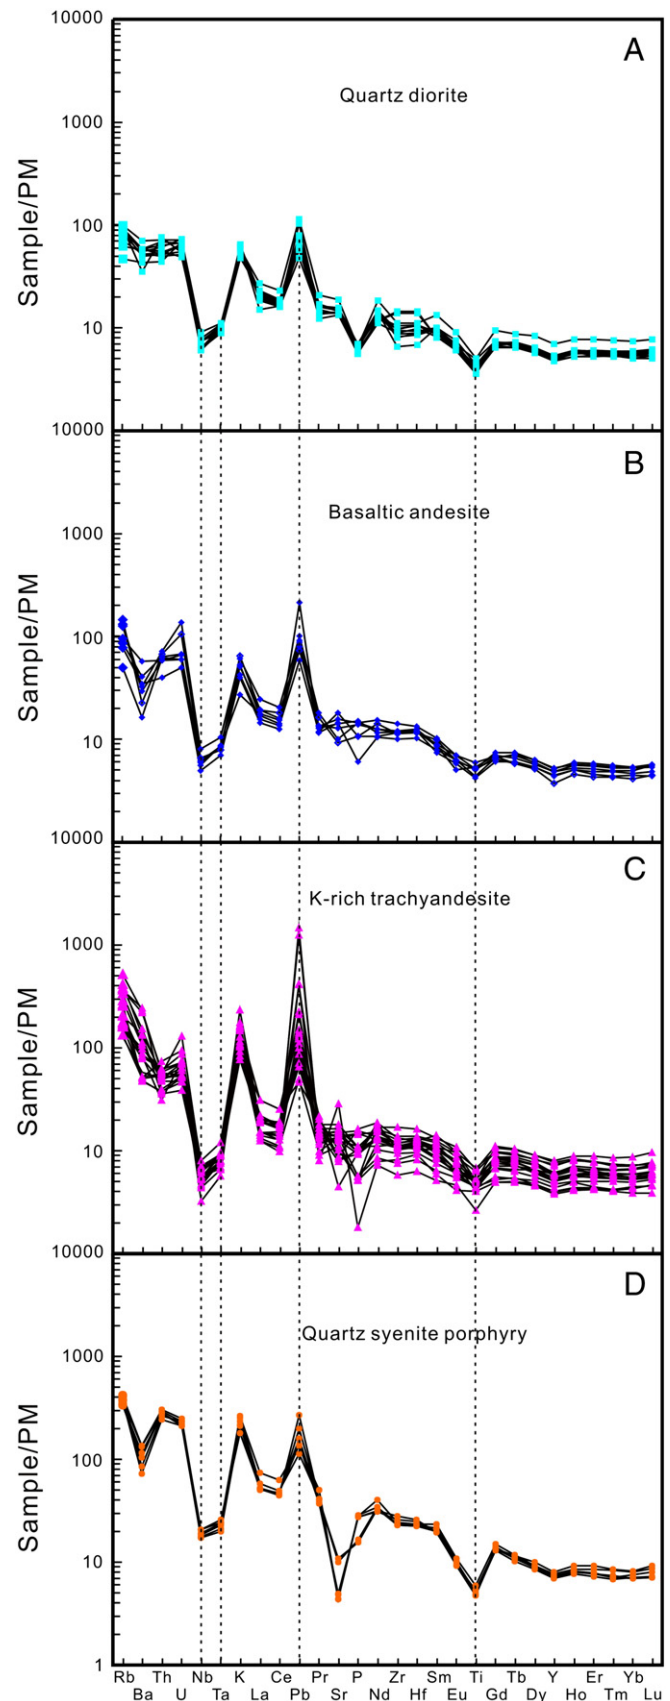 10000
A
Quartz diorite
1000
Sample/PM
100
10
10000
B
Basaltic andesite
1000
Sample/PM
100
10
10000
C
K-rich trachyandesite
1000
Sample/PM
100
10
10000
D
Quartz syenite porphyry
1000
Sample/PM
100
10
1
Rb Th Nb K Ce Pr P Zr Sm Ti Tb Y Er Yb
Ba U Ta La Pb Sr Nd Hf Eu Gd Dy Ho Tm Lu